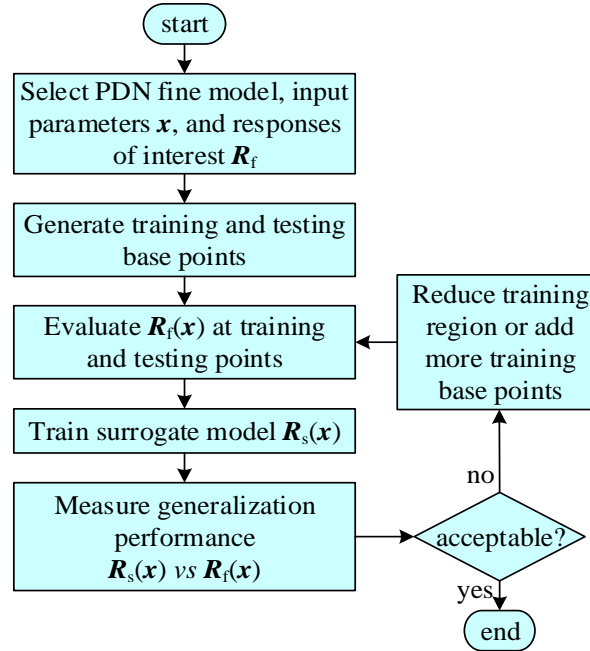 start
Select PDN fine model, input
parameters x, and responses
of interest Rf
Generate training and testing
base points
Evaluate Rf(x) at training
and testing points
Train surrogate model Rs(x)
Measure generalization
performance
Rs(x) vs Rf(x)
acceptable?
no
Reduce training
region or add
more training
base points
yes
end